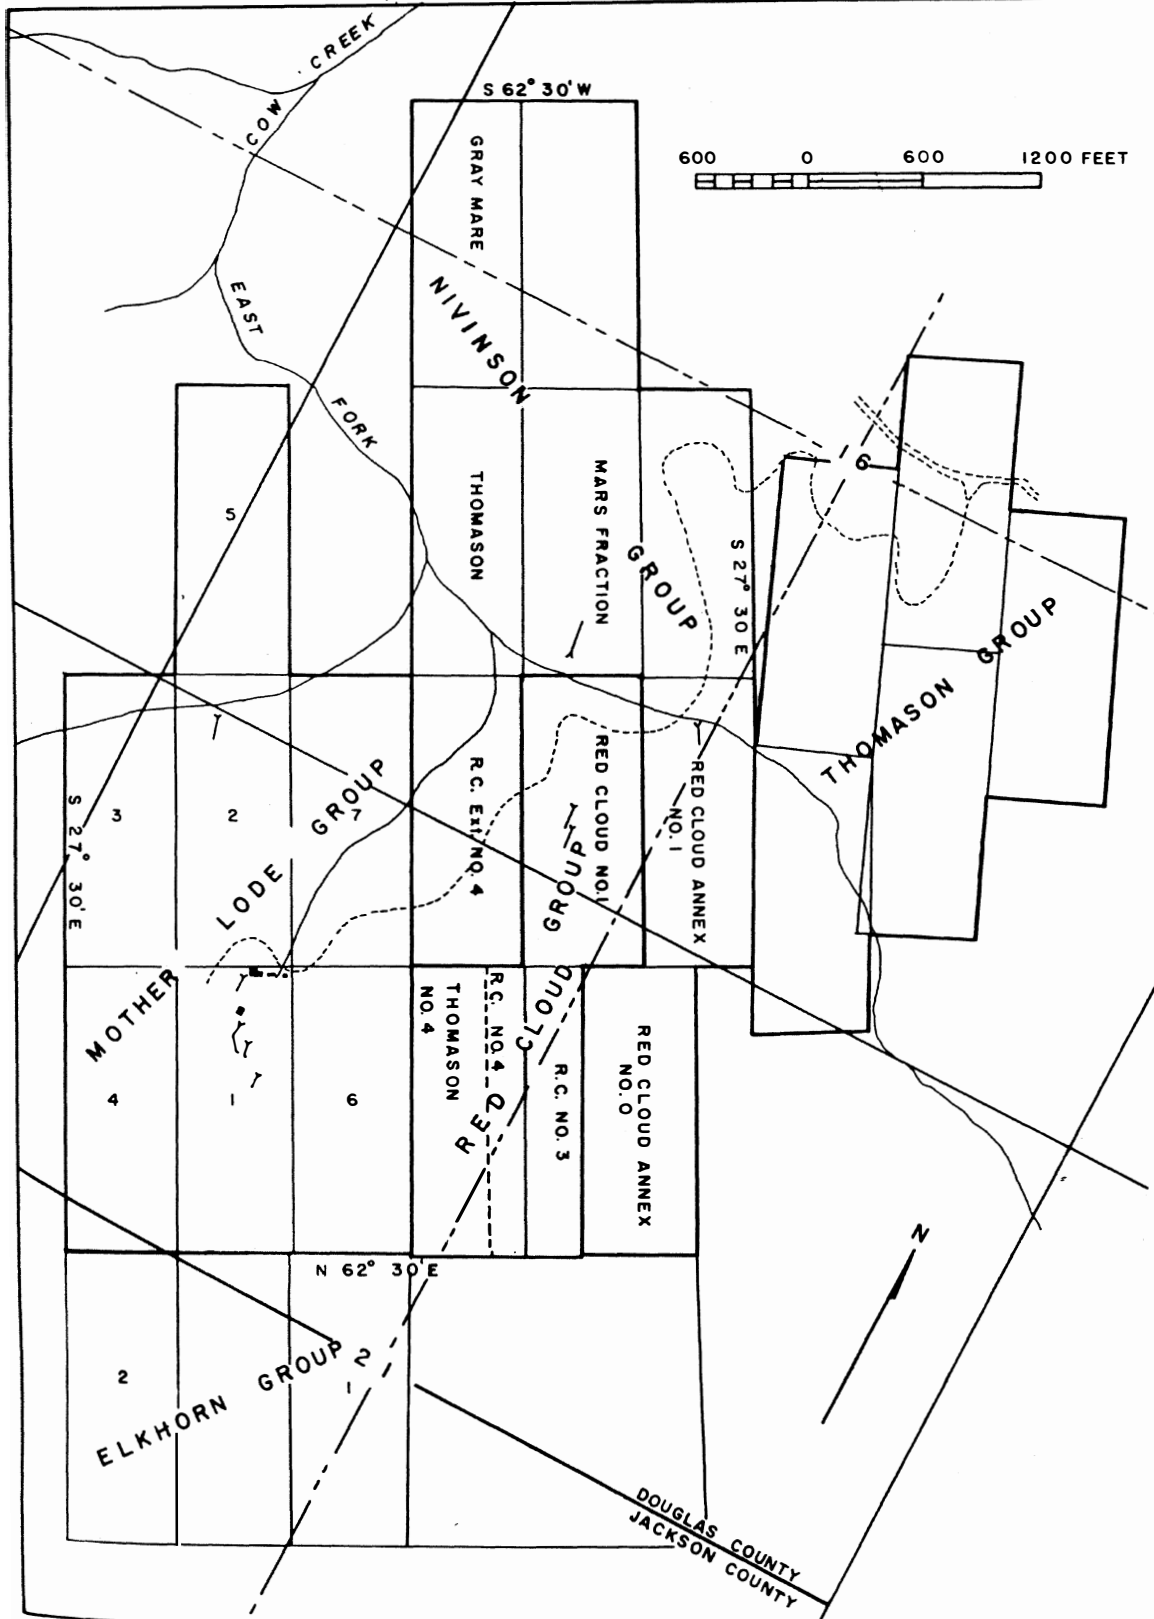 COW CREEK
S 62° 30' W
600 0 600 1200 FEET
GRAY MARE
EAST
FORK
NIVINSON
GROUP
THOMASON
MARS FRACTION
S 27° 30 E
6
5
THOMASON GROUP
3
2
7
S 27° 30' E
MOTHER LODE GROUP
R.C. Ext. NO. 4
RED CLOUD NO. 1
RED CLOUD ANNEX
NO. 1
RED CLOUD GROUP
4
1
6
THOMASON
NO. 4
R.C. NO. 4
R.C. NO. 3
RED CLOUD ANNEX
NO. 0
N
N 62° 30' E
2
2
1
ELKHORN GROUP
DOUGLAS COUNTY
JACKSON COUNTY